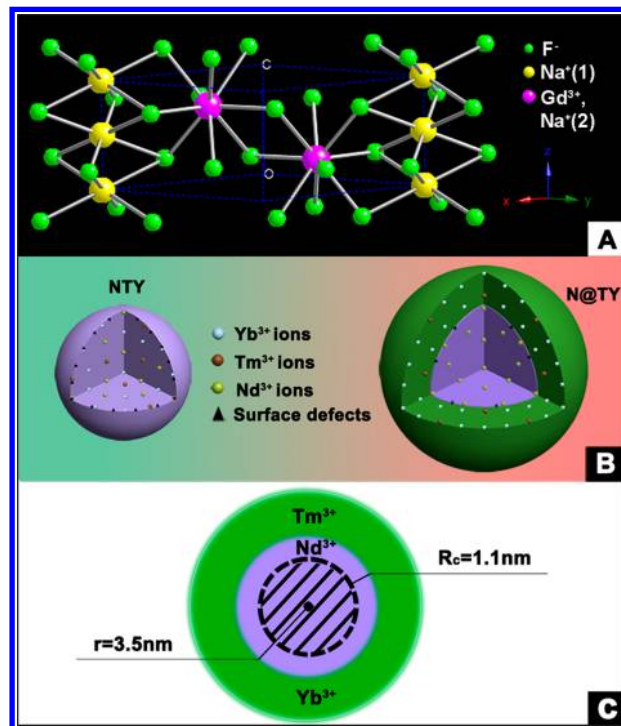 C
F⁻
Na⁺(1)
Gd³⁺,
Na⁺(2)
O
z
x
y
A
NTY
N@TY
Yb³⁺ ions
Tm³⁺ ions
Nd³⁺ ions
Surface defects
B
Tm³⁺
Nd³⁺
Rc=1.1nm
r=3.5nm
Yb³⁺
C